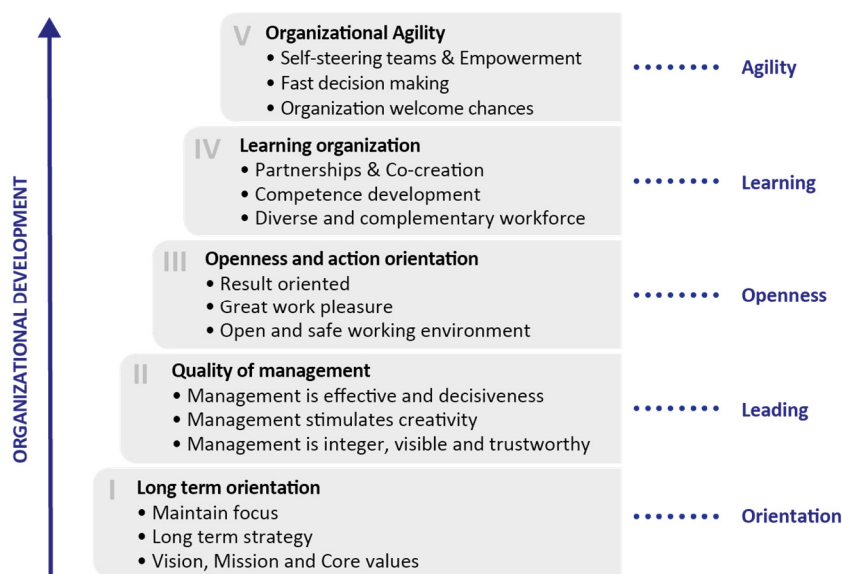 ORGANIZATIONAL DEVELOPMENT
V Organizational Agility
• Self-steering teams & Empowerment
• Fast decision making
• Organization welcome chances
Agility
IV Learning organization
• Partnerships & Co-creation
• Competence development
• Diverse and complementary workforce
Learning
III Openness and action orientation
• Result oriented
• Great work pleasure
• Open and safe working environment
Openness
II Quality of management
• Management is effective and decisiveness
• Management stimulates creativity
• Management is integer, visible and trustworthy
Leading
I Long term orientation
• Maintain focus
• Long term strategy
• Vision, Mission and Core values
Orientation